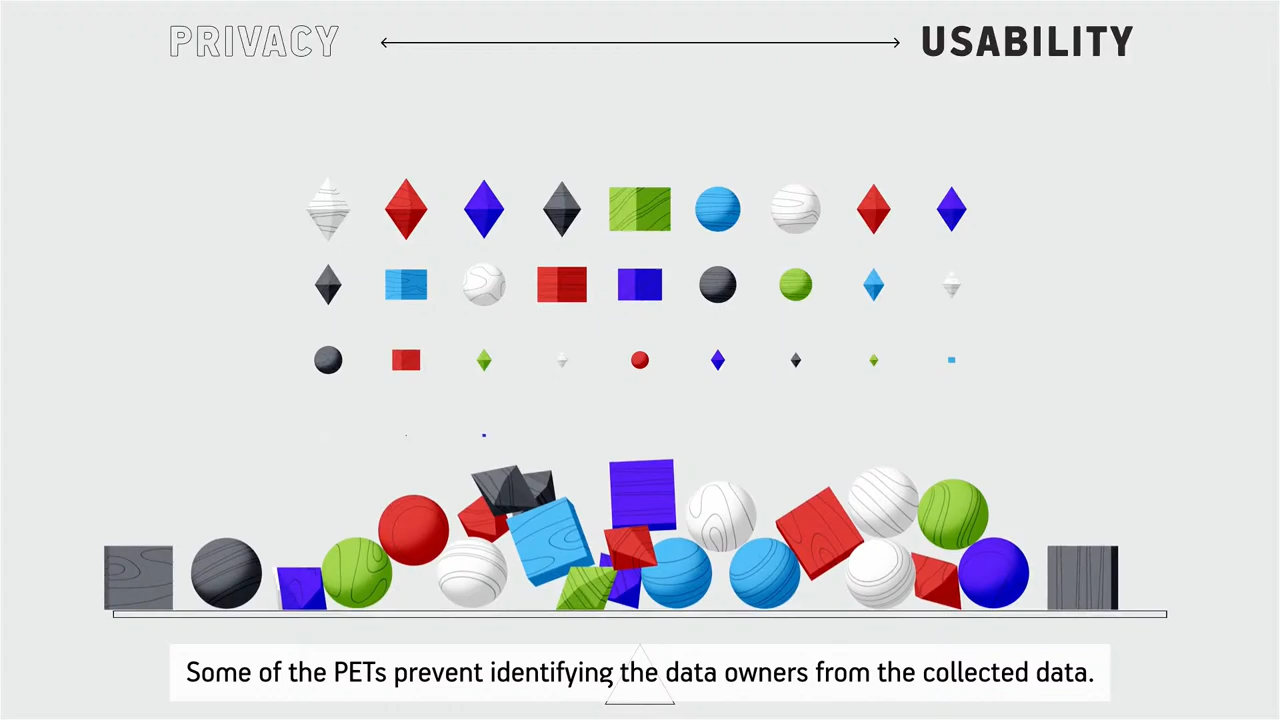 PRIVACY
USABILITY
Some of the PETs prevent identifying the data owners from the collected data.